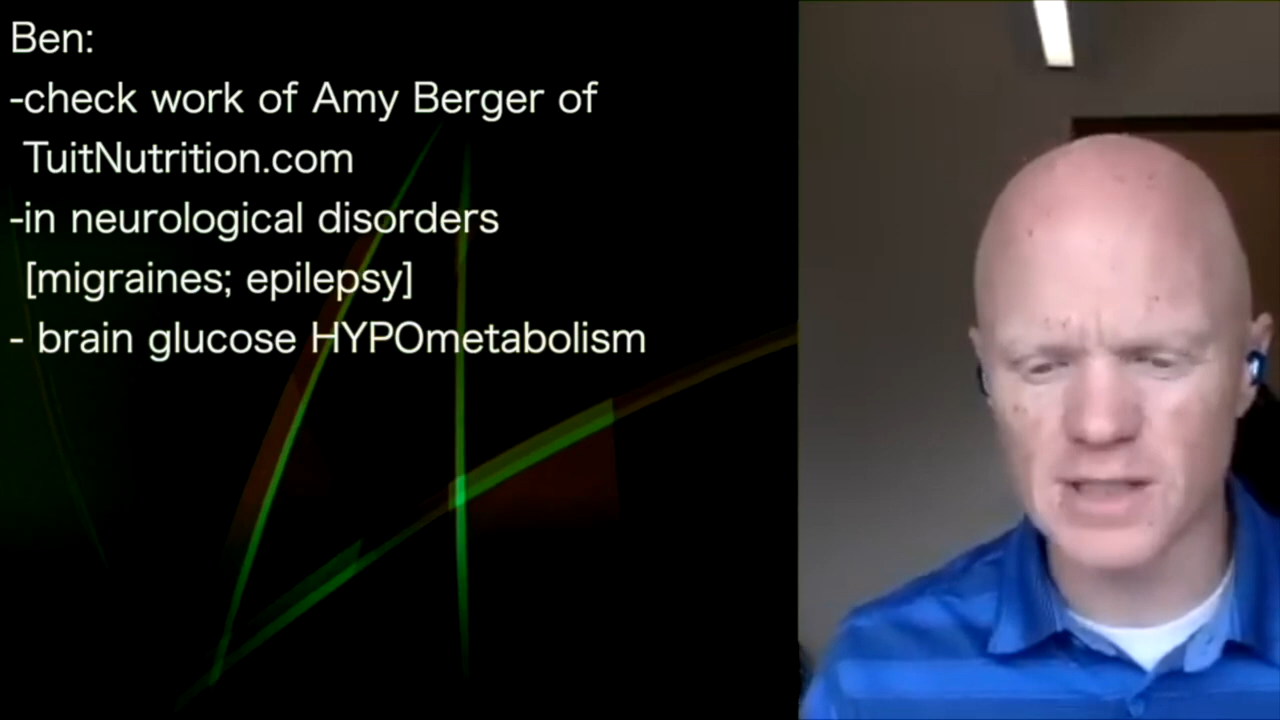 Ben:
-check work of Amy Berger of
TuitNutrition.com
-in neurological disorders
[migraines; epilepsy]
- brain glucose HYPOmetabolism